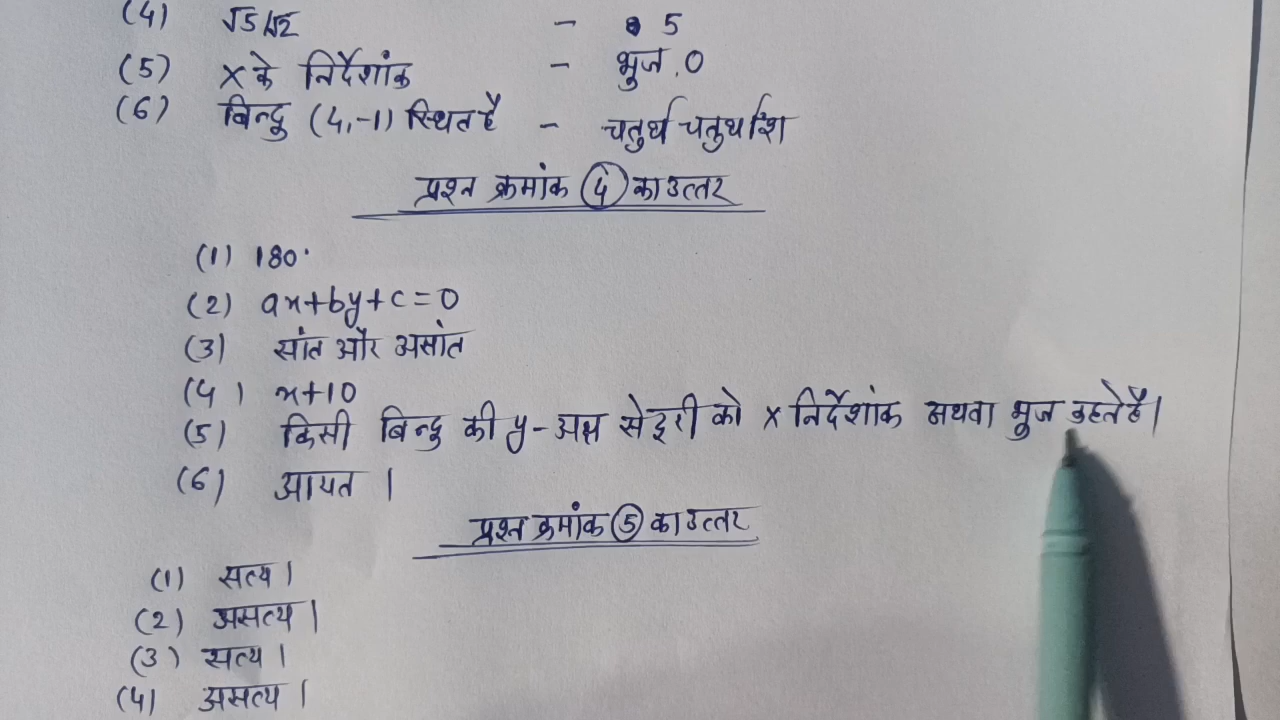 (4) √5/√2 - 5
(5) x के निर्देशांक - भुज, 0
(6) बिन्दु (4,-1) स्थित है - चतुर्थ चतुर्थांश
प्रश्न क्रमांक (4) का उत्तर
(1) 180°
(2) ax+by+c=0
(3) सांत और असांत
(4) x+10
(5) किसी बिन्दु की y-अक्ष से दूरी को x निर्देशांक अथवा भुज कहते है।
(6) आयत ।
प्रश्न क्रमांक (5) का उत्तर
(1) सत्य ।
(2) असत्य ।
(3) सत्य ।
(4) असत्य ।